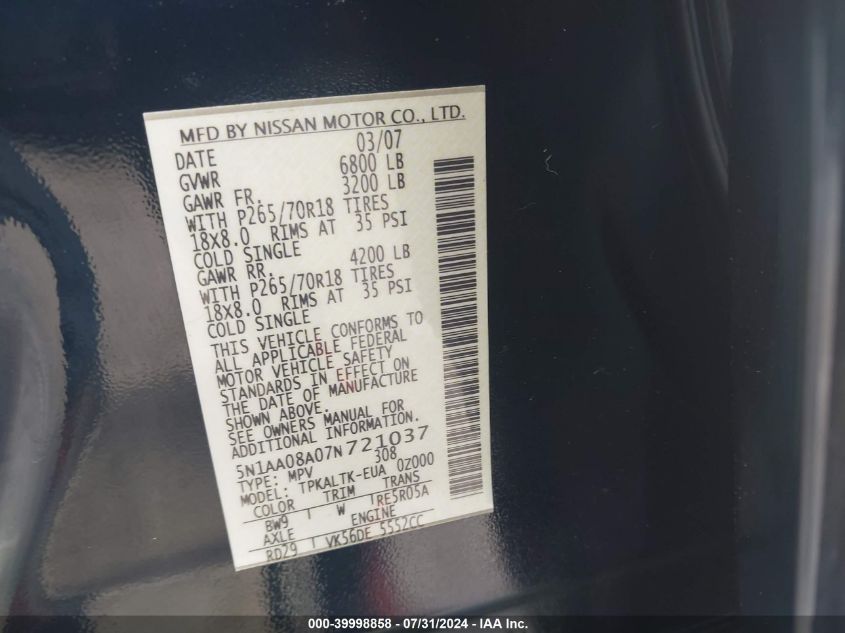 MFD BY NISSAN MOTOR CO., LTD.
DATE 03/07
GVWR 6800 LB
GAWR FR. 3200 LB
WITH P265/70R18 TIRES
18X8.0 RIMS AT 35 PSI
COLD SINGLE
GAWR RR. 4200 LB
WITH P265/70R18 TIRES
18X8.0 RIMS AT 35 PSI
COLD SINGLE
THIS VEHICLE CONFORMS TO
ALL APPLICABLE FEDERAL
MOTOR VEHICLE SAFETY
STANDARDS IN EFFECT ON
THE DATE OF MANUFACTURE
SHOWN ABOVE.
SEE OWNERS MANUAL FOR
ADDITIONAL INFORMATION.
5N1AA08A07N721037
TYPE: MPV 308
MODEL: TPKALTK-EUA 0Z000
COLOR TRIM TRANS
BW9 W RE5R05A
AXLE ENGINE
RD29 VK56DE 5552CC
000-39998858 - 07/31/2024 - IAA Inc.